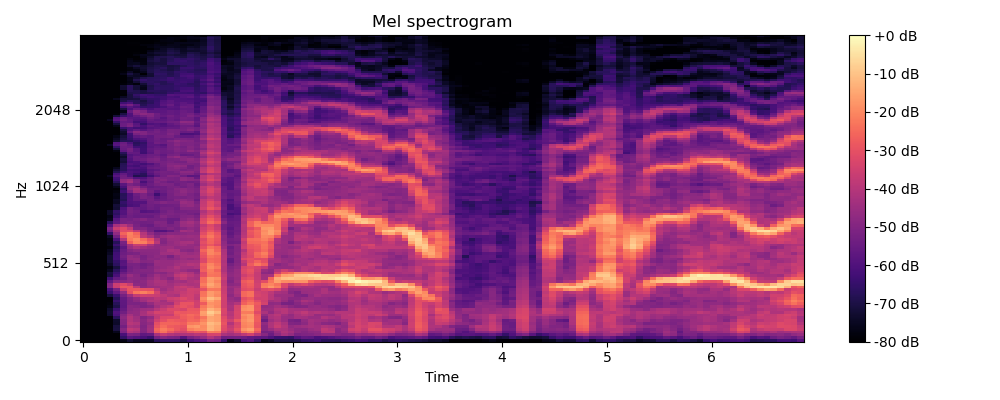 Mel spectrogram
Hz
2048
1024
512
0
0 1 2 3 4 5 6
Time
+0 dB
-10 dB
-20 dB
-30 dB
-40 dB
-50 dB
-60 dB
-70 dB
-80 dB